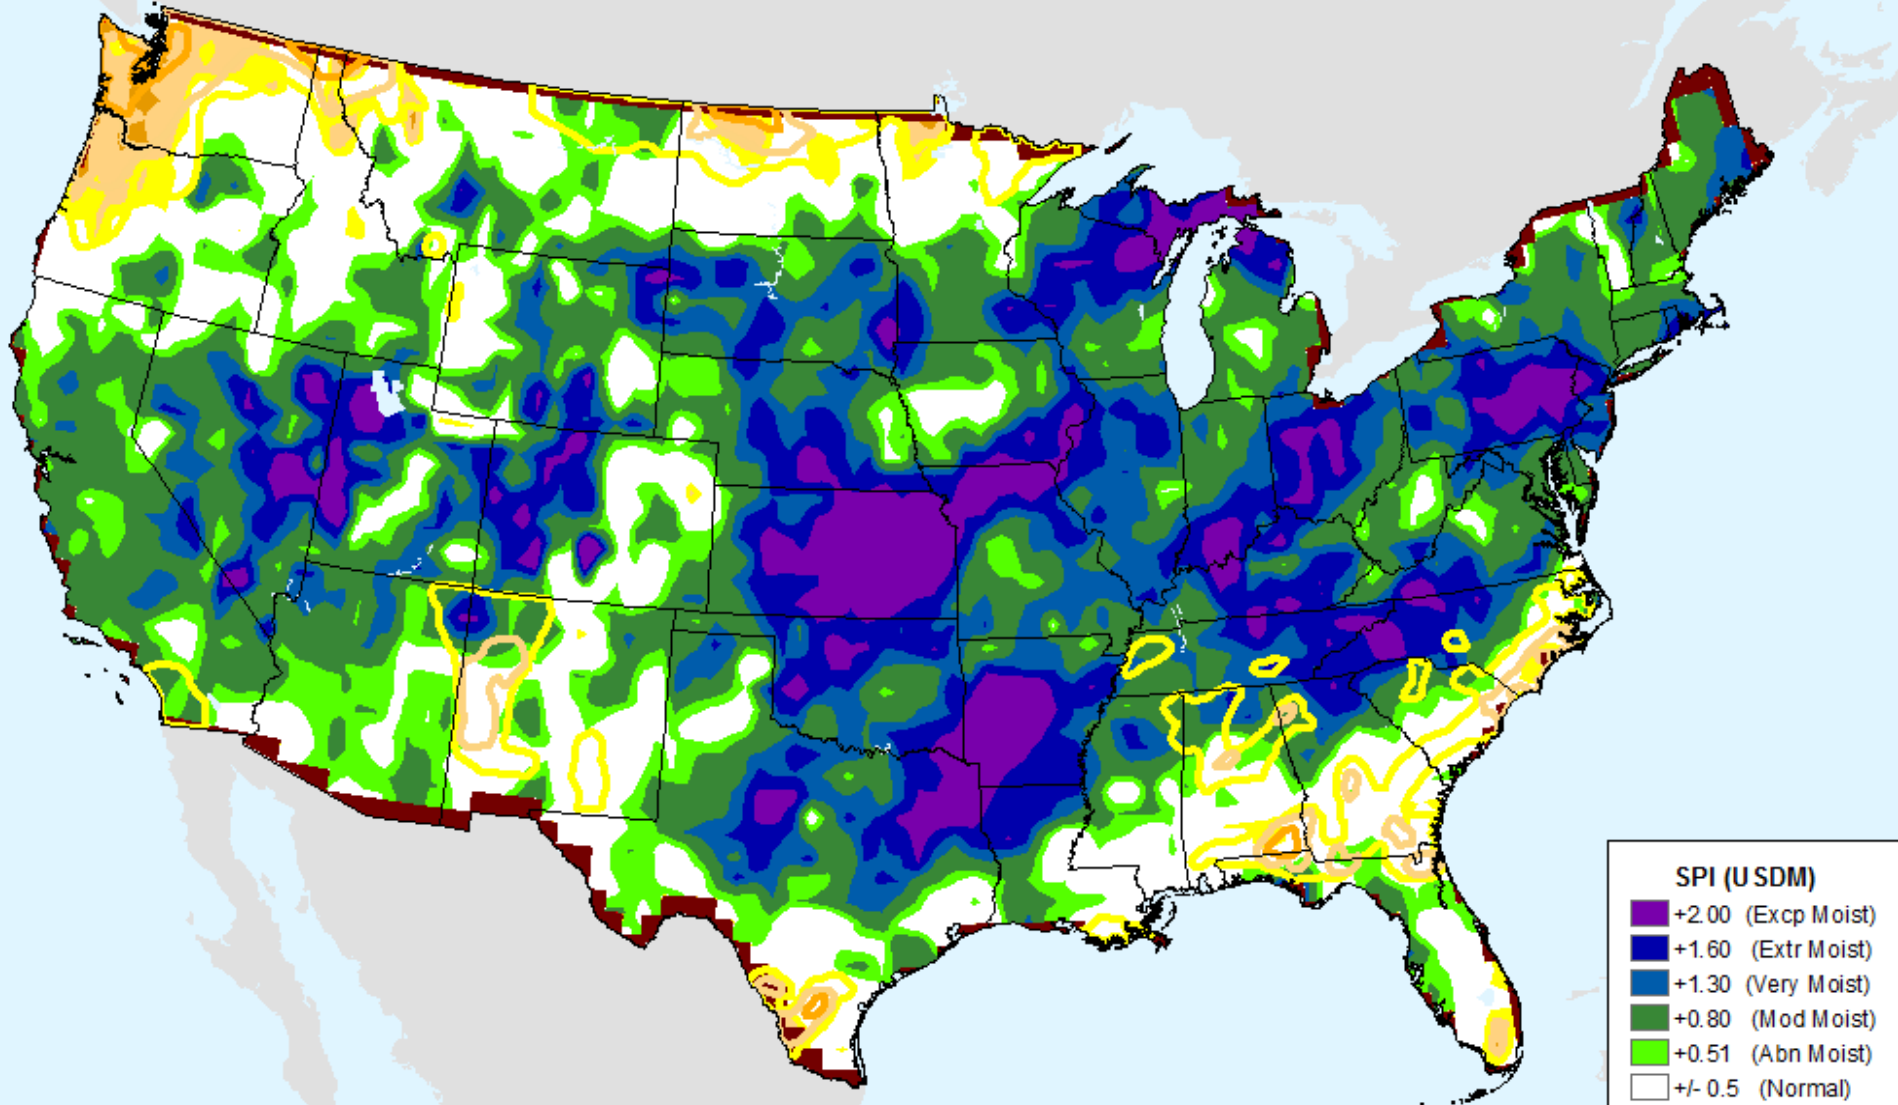 SPI (USDM)
+2.00 (Excp Moist)
+1.60 (Extr Moist)
+1.30 (Very Moist)
+0.80 (Mod Moist)
+0.51 (Abn Moist)
+/- 0.5 (Normal)